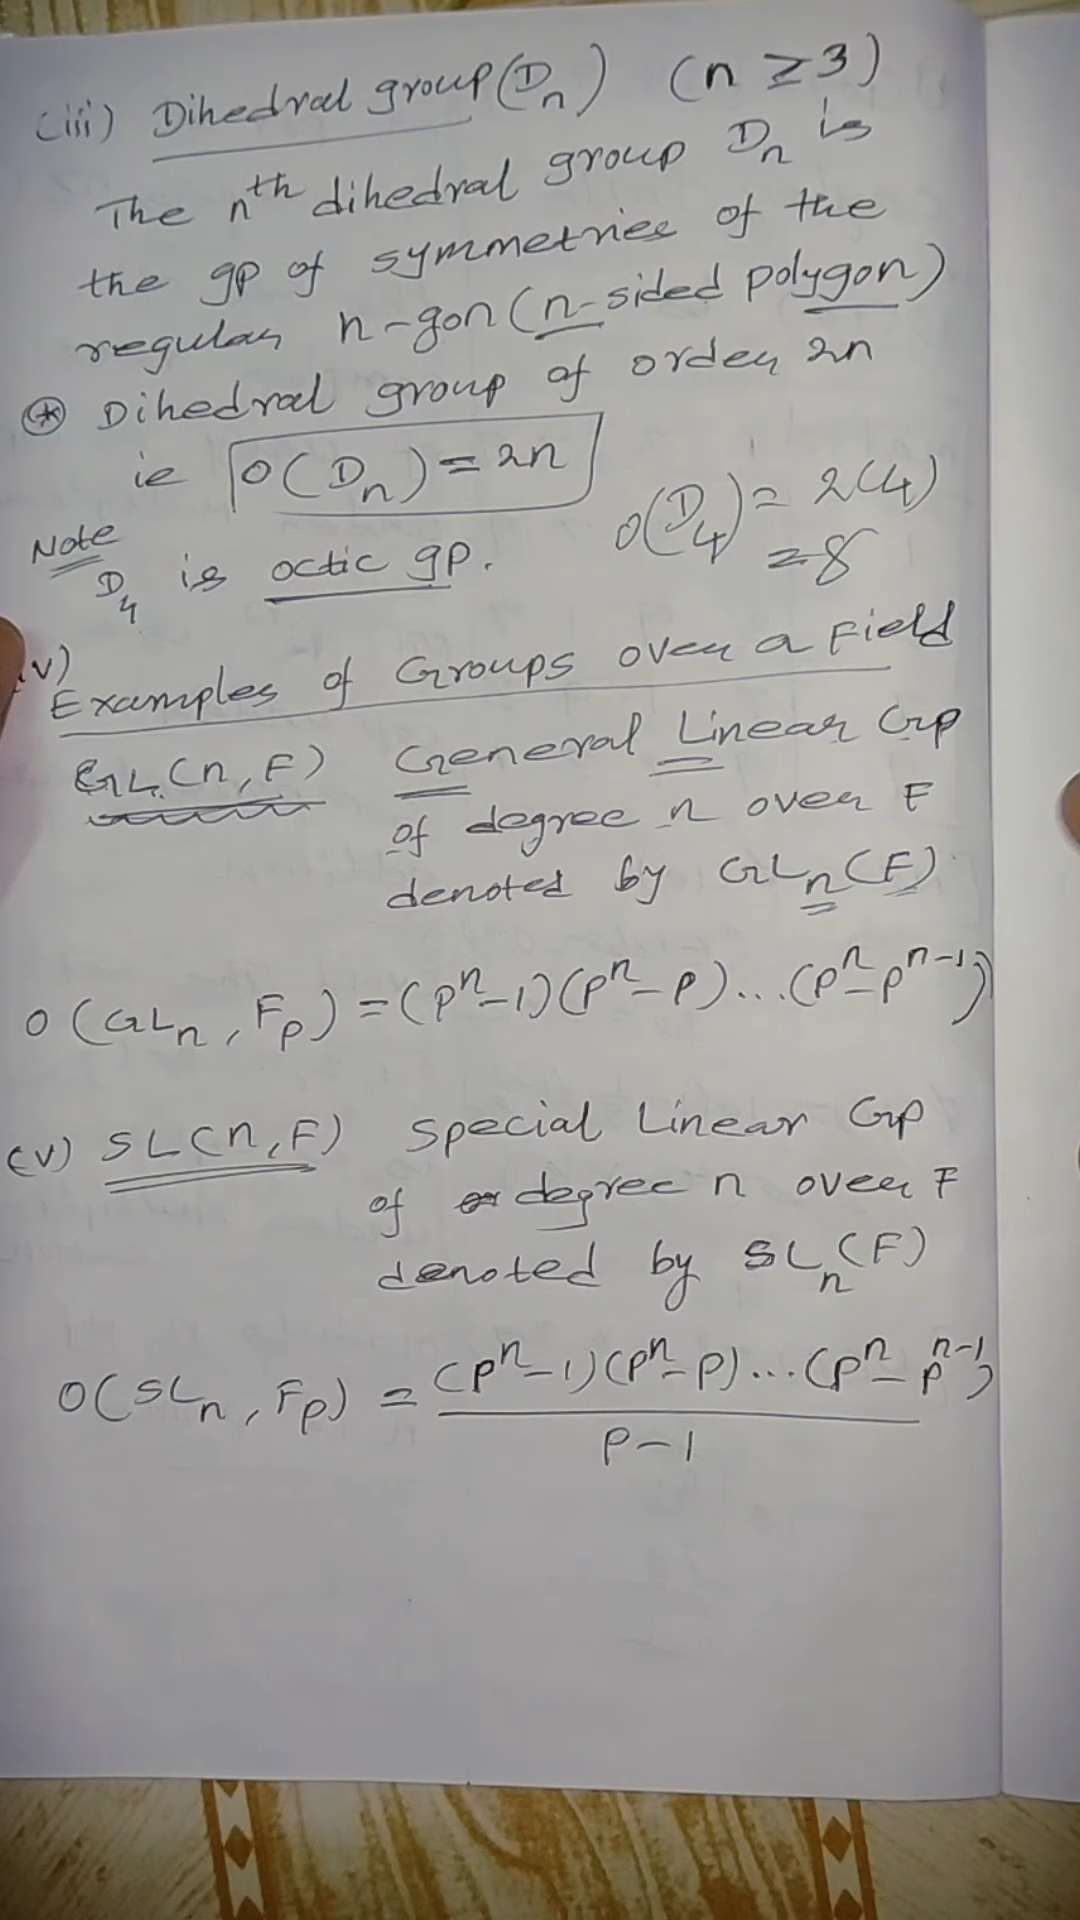 (iii) Dihedral group (Dn) (n ≥ 3)
The nth dihedral group Dn is
the gp of symmetries of the
regular n-gon (n-sided polygon)
⊛ Dihedral group of order 2n
ie O(Dn) = 2n
O(D4) = 2(4)
= 8
Note
D4 is octic gp.
iv)
Examples of Groups over a Field
GL(n, F) General Linear Grp
of degree n over F
denoted by GLn(F)
O(GLn, Fp) = (p^n-1)(p^n-p)...(p^n-p^n-1)
(v) SL(n, F) Special Linear Grp
of degree n over F
denoted by SLn(F)
O(SLn, Fp) = (p^n-1)(p^n-p)...(p^n-p^n-1)
p-1